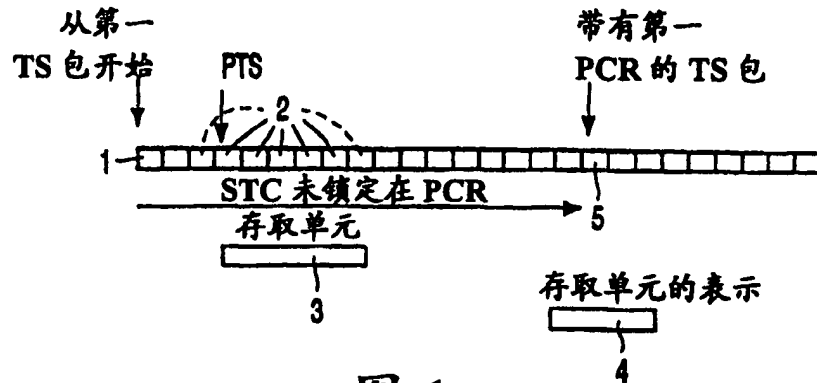 从第一
TS 包开始
PTS
带有第一
PCR 的 TS 包
2
1
STC 未锁定在 PCR
5
存取单元
3
存取单元的表示
4